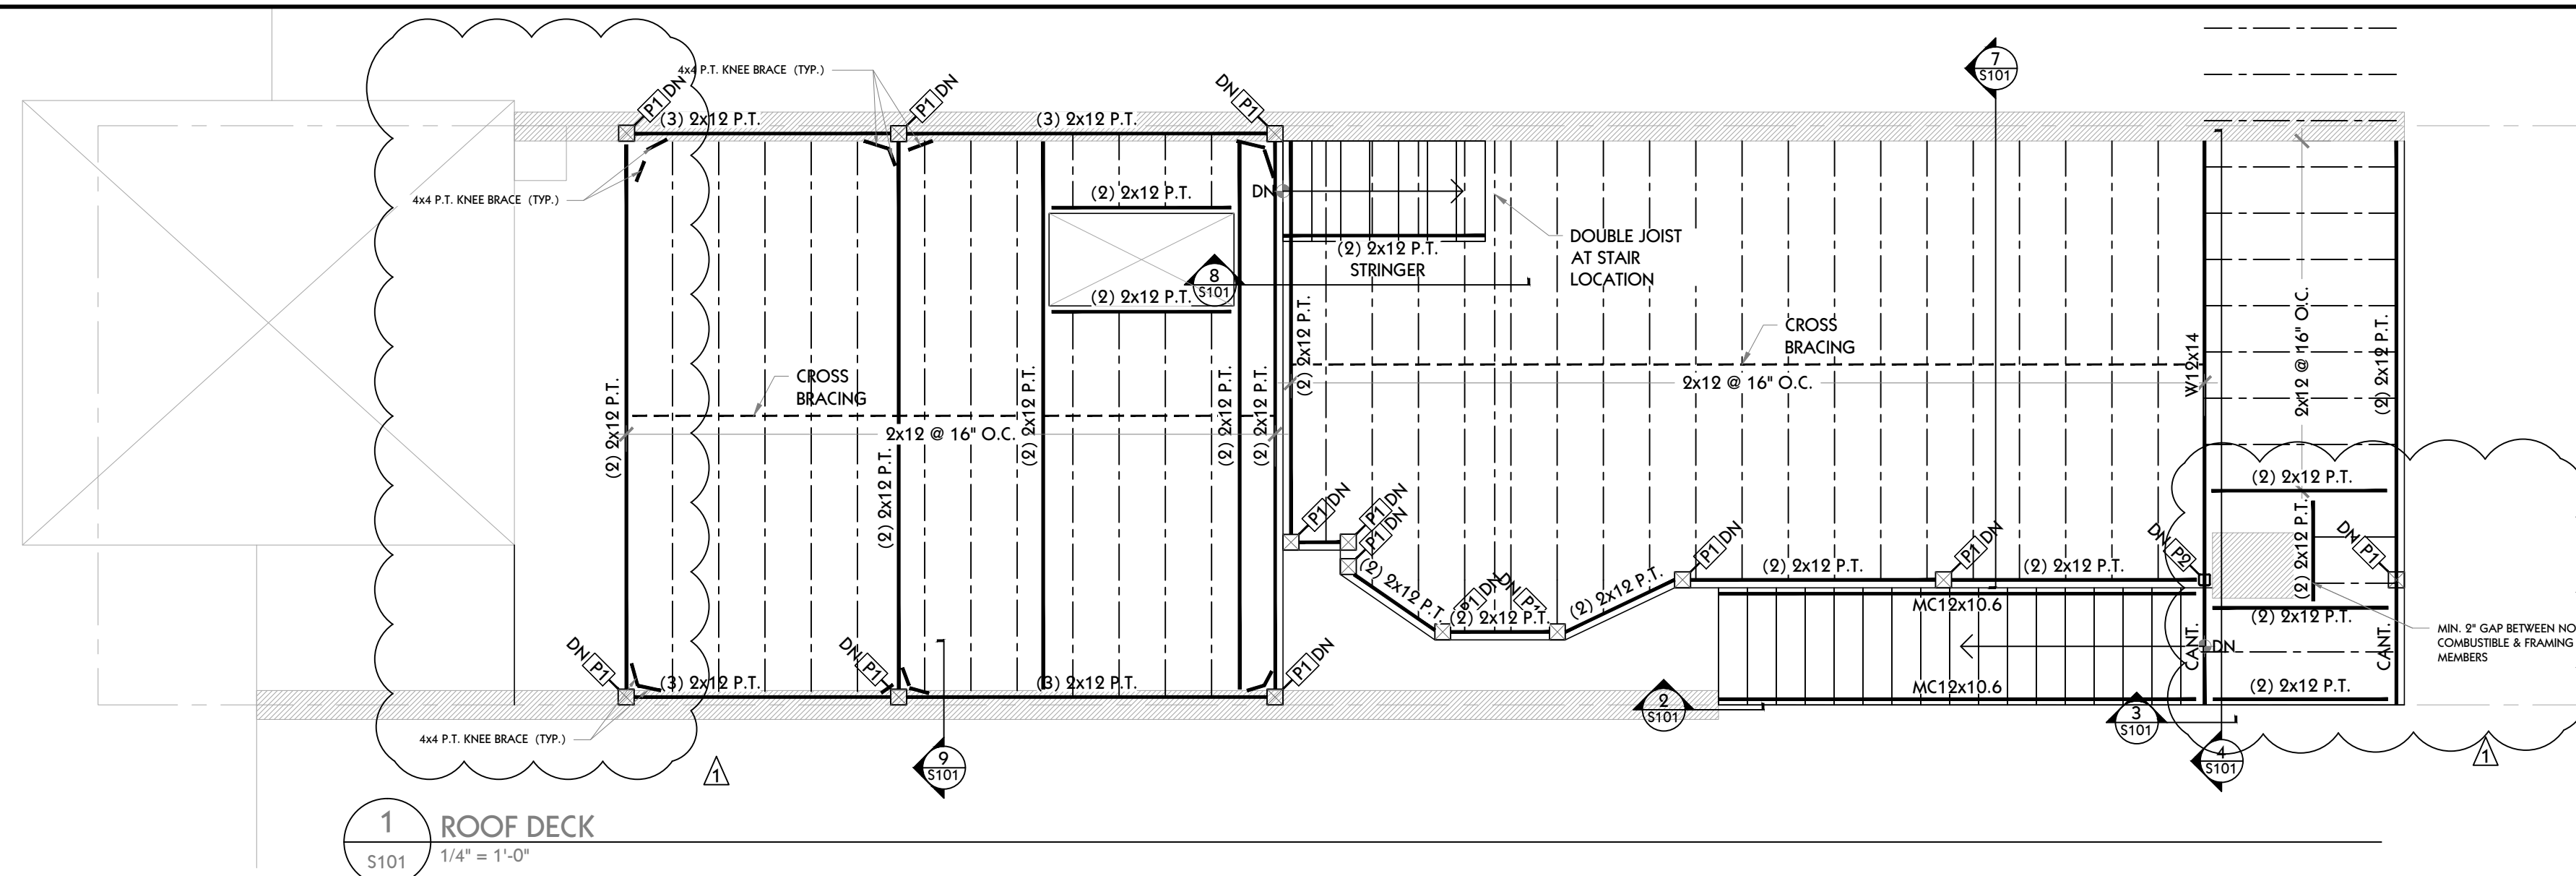 7
S101
4x4 P.T. KNEE BRACE (TYP.)
P1 DN
P1 DN
DN P1
(3) 2x12 P.T.
(3) 2x12 P.T.
4x4 P.T. KNEE BRACE (TYP.)
(2) 2x12 P.T.
DN
DOUBLE JOIST
AT STAIR
LOCATION
(2) 2x12 P.T.
STRINGER
8
S101
(2) 2x12 P.T.
CROSS
BRACING
CROSS
BRACING
(2) 2x12 P.T.
(2) 2x12 P.T.
(2) 2x12 P.T.
(2) 2x12 P.T.
(2) 2x12 P.T.
(2) 2x12 P.T.
2x12 @ 16" O.C.
2x12 @ 16" O.C.
W12x14
2x12 @ 16" O.C.
(2) 2x12 P.T.
(2) 2x12 P.T.
P1 DN
P1 DN
P1 DN
P1 DN
P1 DN
DN P2
(2) 2x12 P.T.
DN P1
(2) 2x12 P.T.
(2) 2x12 P.T.
(2) 2x12 P.T.
(2) 2x12 P.T.
(2) 2x12 P.T.
P1 DN
DN P1
(2) 2x12 P.T.
MC12x10.6
(2) 2x12 P.T.
MIN. 2" GAP BETWEEN NO
COMBUSTIBLE & FRAMING
MEMBERS
CANT.
DN
CANT.
DN P1
DN P1
P1 DN
(3) 2x12 P.T.
(3) 2x12 P.T.
MC12x10.6
(2) 2x12 P.T.
2
S101
3
S101
4x4 P.T. KNEE BRACE (TYP.)
1
9
S101
4
S101
1
1
S101
ROOF DECK
1/4" = 1'-0"